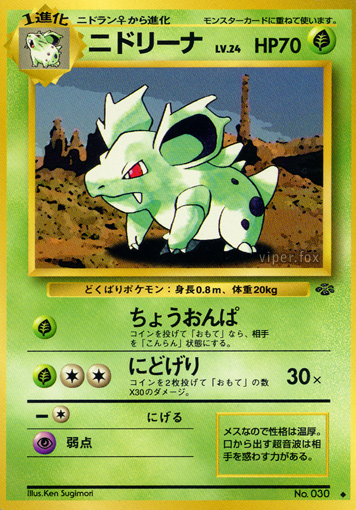 1進化
ニドラン♀から進化
モンスターカードに重ねて使います。
ニドリーナ LV.24 HP70
viper.fox
どくばりポケモン：身長0.8m、体重20kg
ちょうおんぱ
コインを投げて「おもて」なら、相手
を「こんらん」状態にする。
にどげり 30×
コインを2枚投げて「おもて」の数
X30のダメージ。
にげる
弱点
メスなので性格は温厚。
口から出す超音波は相
手を惑わす力がある。
Illus.Ken Sugimori
No. 030